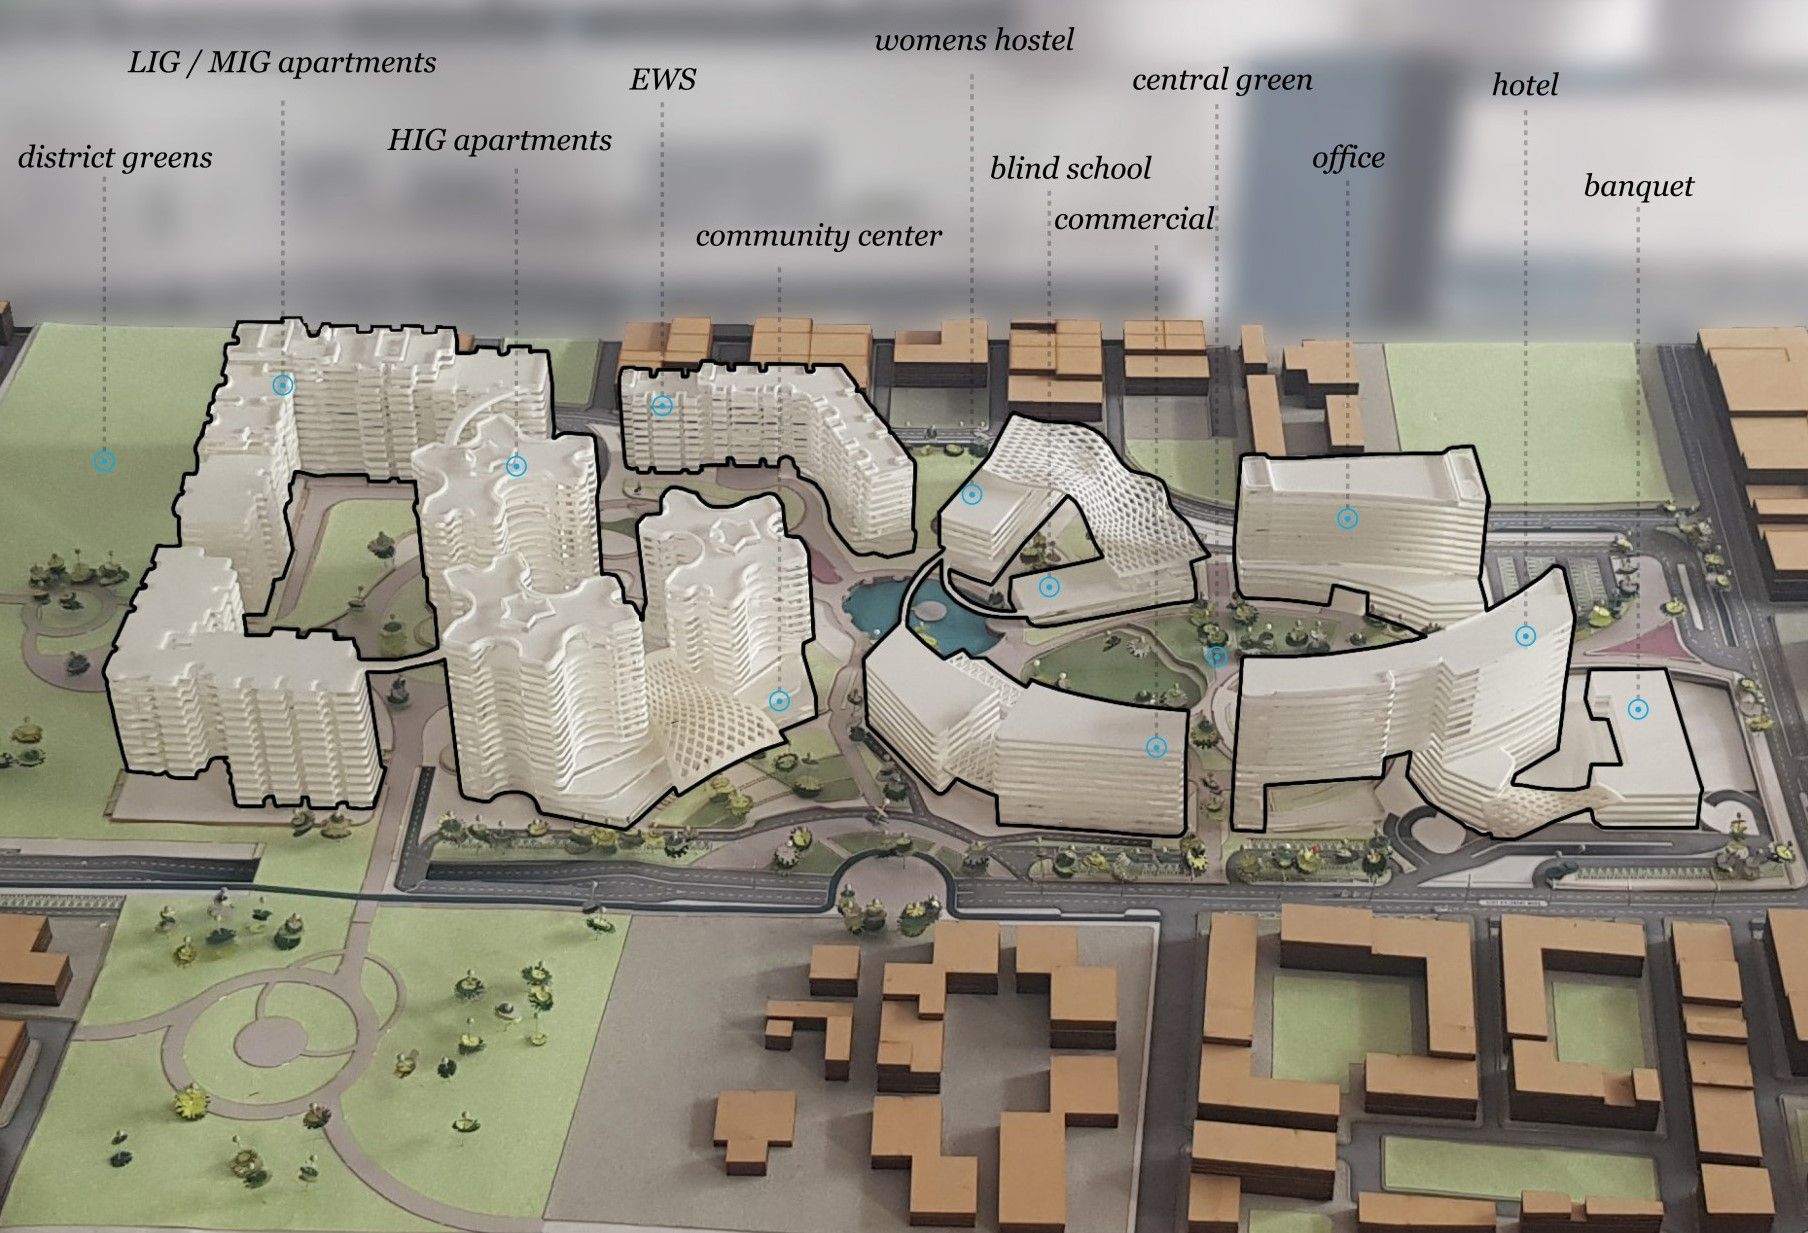 womens hostel
LIG / MIG apartments
EWS
central green
hotel
HIG apartments
district greens
office
blind school
banquet
commercial
community center